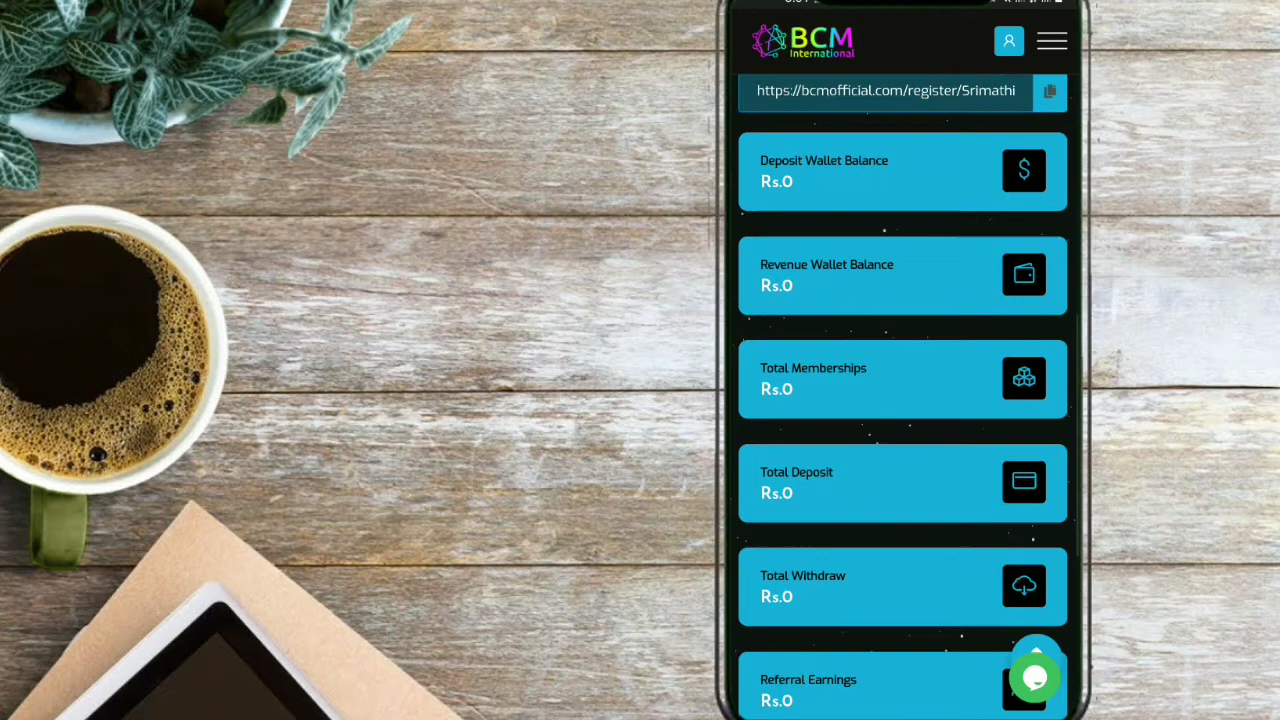 BCM
International
https://bcmofficial.com/register/Srimathi
Deposit Wallet Balance
Rs.0
Revenue Wallet Balance
Rs.0
Total Memberships
Rs.0
Total Deposit
Rs.0
Total Withdraw
Rs.0
Referral Earnings
Rs.0